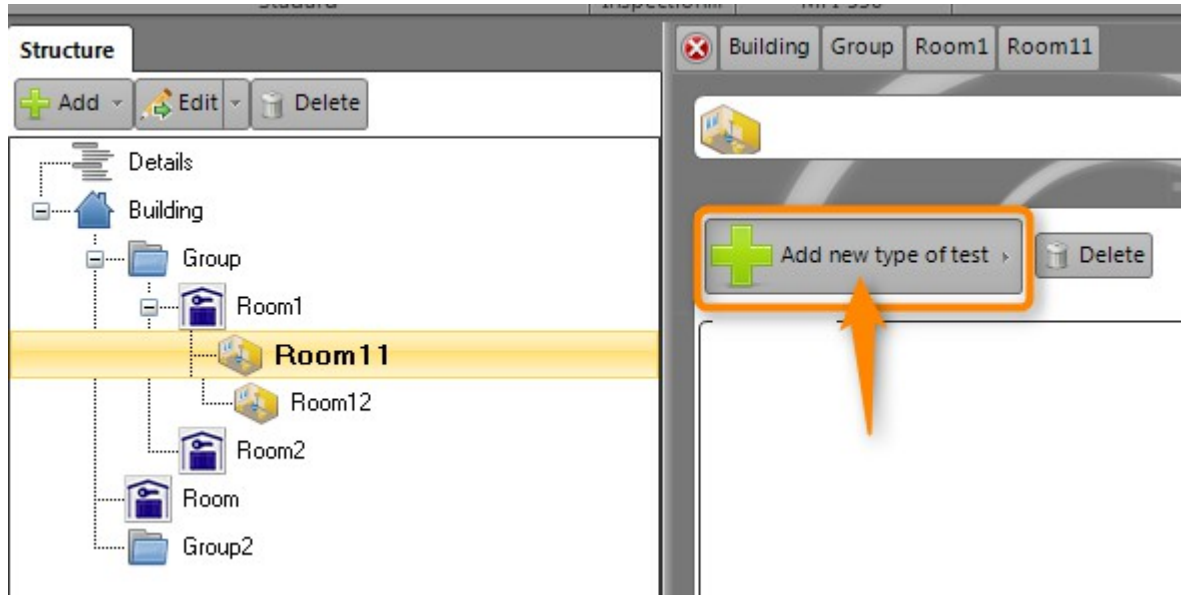 Structure
Add Edit Delete
Details
Building
Group
Room1
Room11
Room12
Room2
Room
Group2
Building Group Room1 Room11
Add new type of test Delete